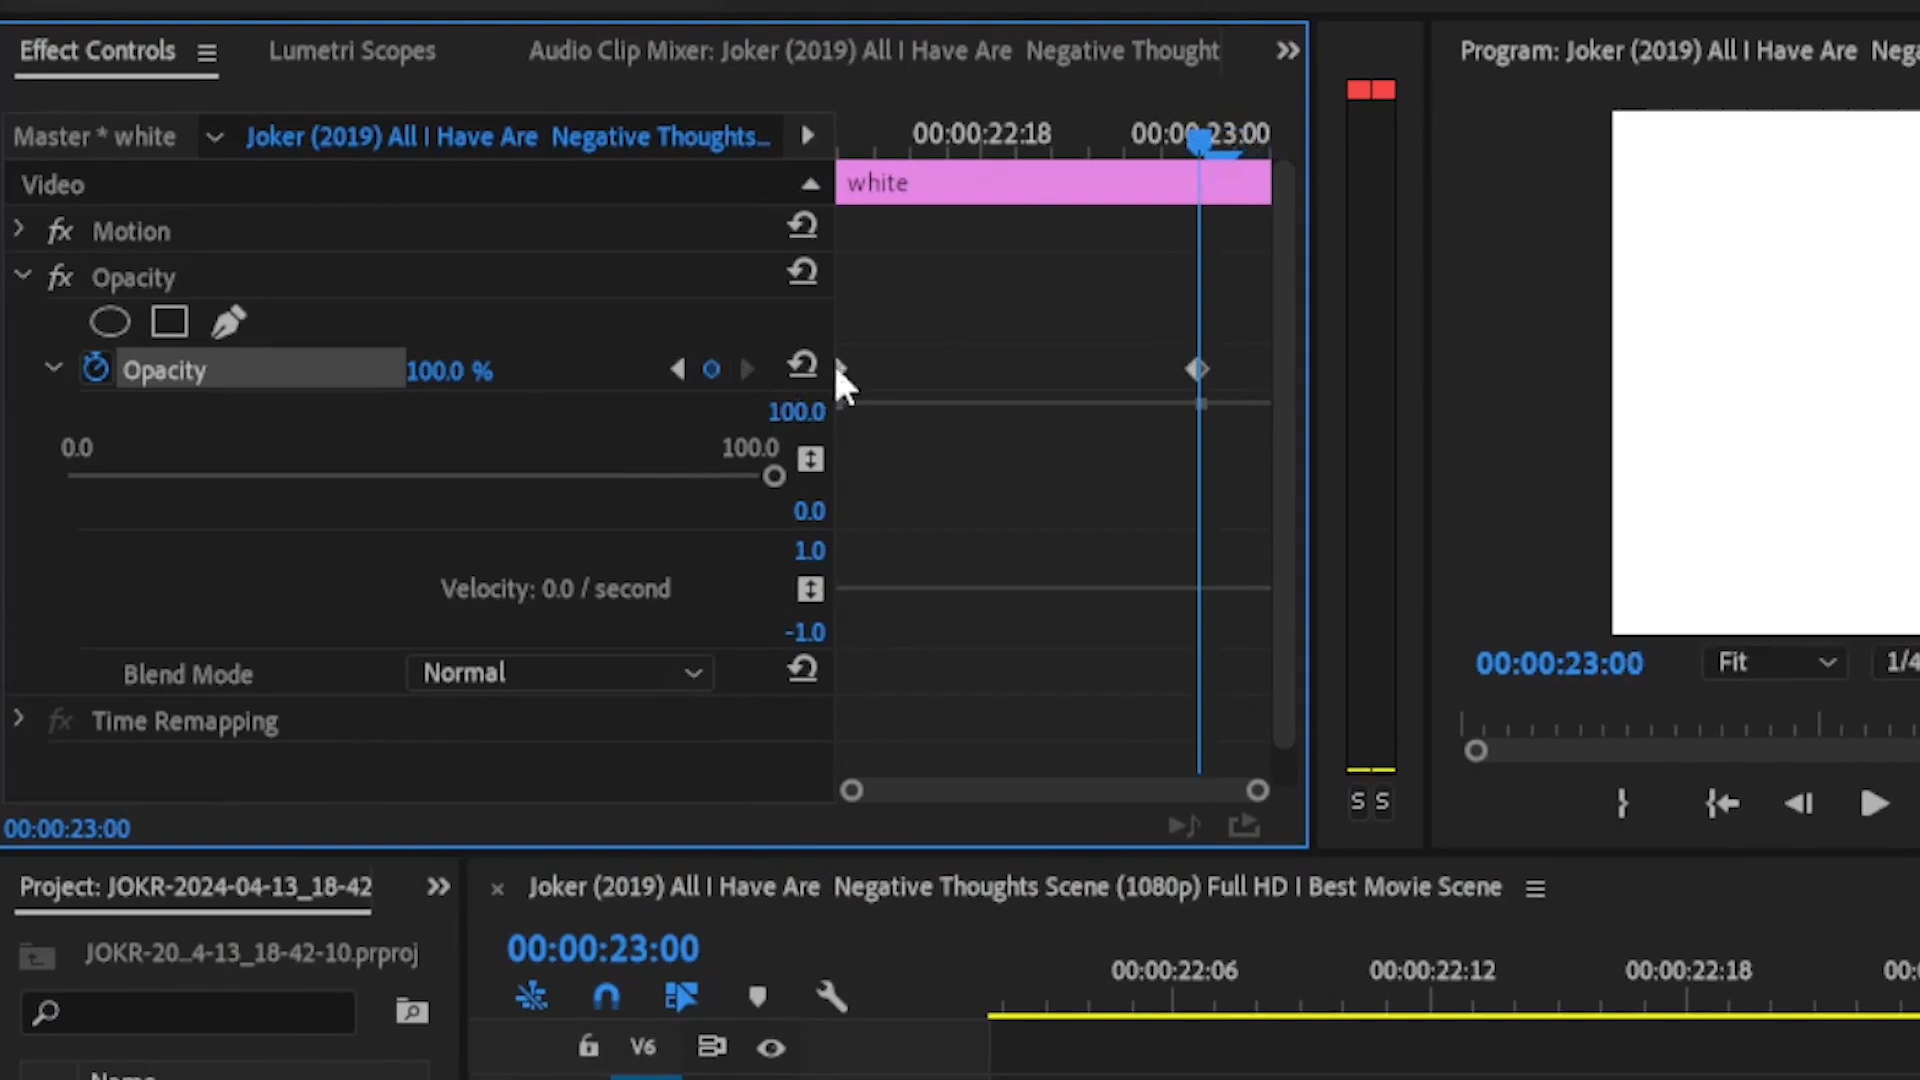 Effect Controls
Lumetri Scopes
Audio Clip Mixer: Joker (2019) All I Have Are Negative Thought
Program: Joker (2019) All I Have Are
Master * white
Joker (2019) All I Have Are Negative Thoughts...
00:00:22:18
00:00:23:00
Video
white
fx Motion
fx Opacity
Opacity
100.0 %
100.0
0.0
100.0
0.0
1.0
Velocity: 0.0 / second
-1.0
Blend Mode
Normal
fx Time Remapping
00:00:23:00
S S
00:00:23:00
Fit
1/4
Project: JOKR-2024-04-13_18-42
× Joker (2019) All I Have Are Negative Thoughts Scene (1080p) Full HD I Best Movie Scene
JOKR-20...4-13_18-42-10.prproj
00:00:23:00
00:00:22:06
00:00:22:12
00:00:22:18
V6
Name